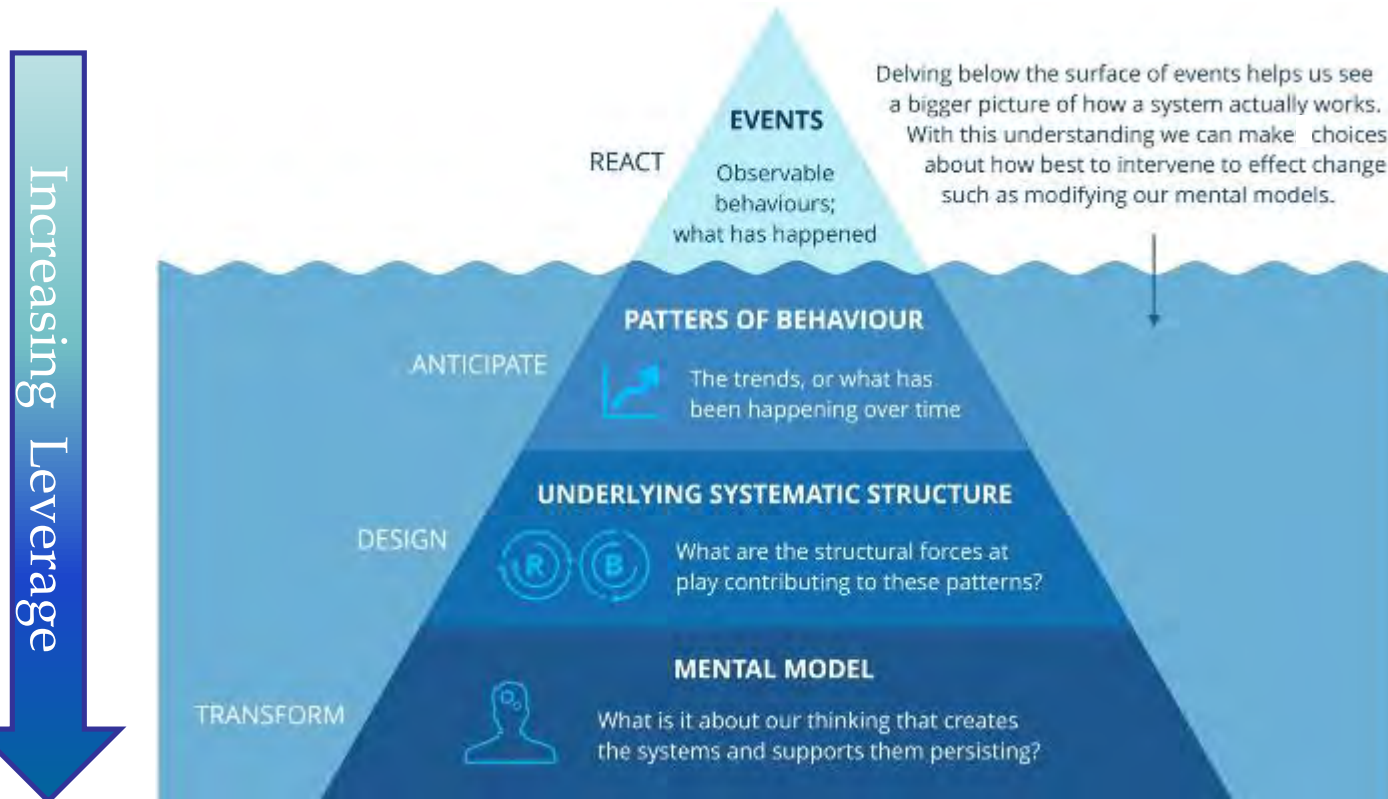 Increasing Leverage
EVENTS
REACT
Observable
behaviours;
what has happened
Delving below the surface of events helps us see
a bigger picture of how a system actually works.
With this understanding we can make choices
about how best to intervene to effect change
such as modifying our mental models.
PATTERS OF BEHAVIOUR
ANTICIPATE
The trends, or what has
been happening over time
UNDERLYING SYSTEMATIC STRUCTURE
DESIGN
R B
What are the structural forces at
play contributing to these patterns?
MENTAL MODEL
TRANSFORM
What is it about our thinking that creates
the systems and supports them persisting?